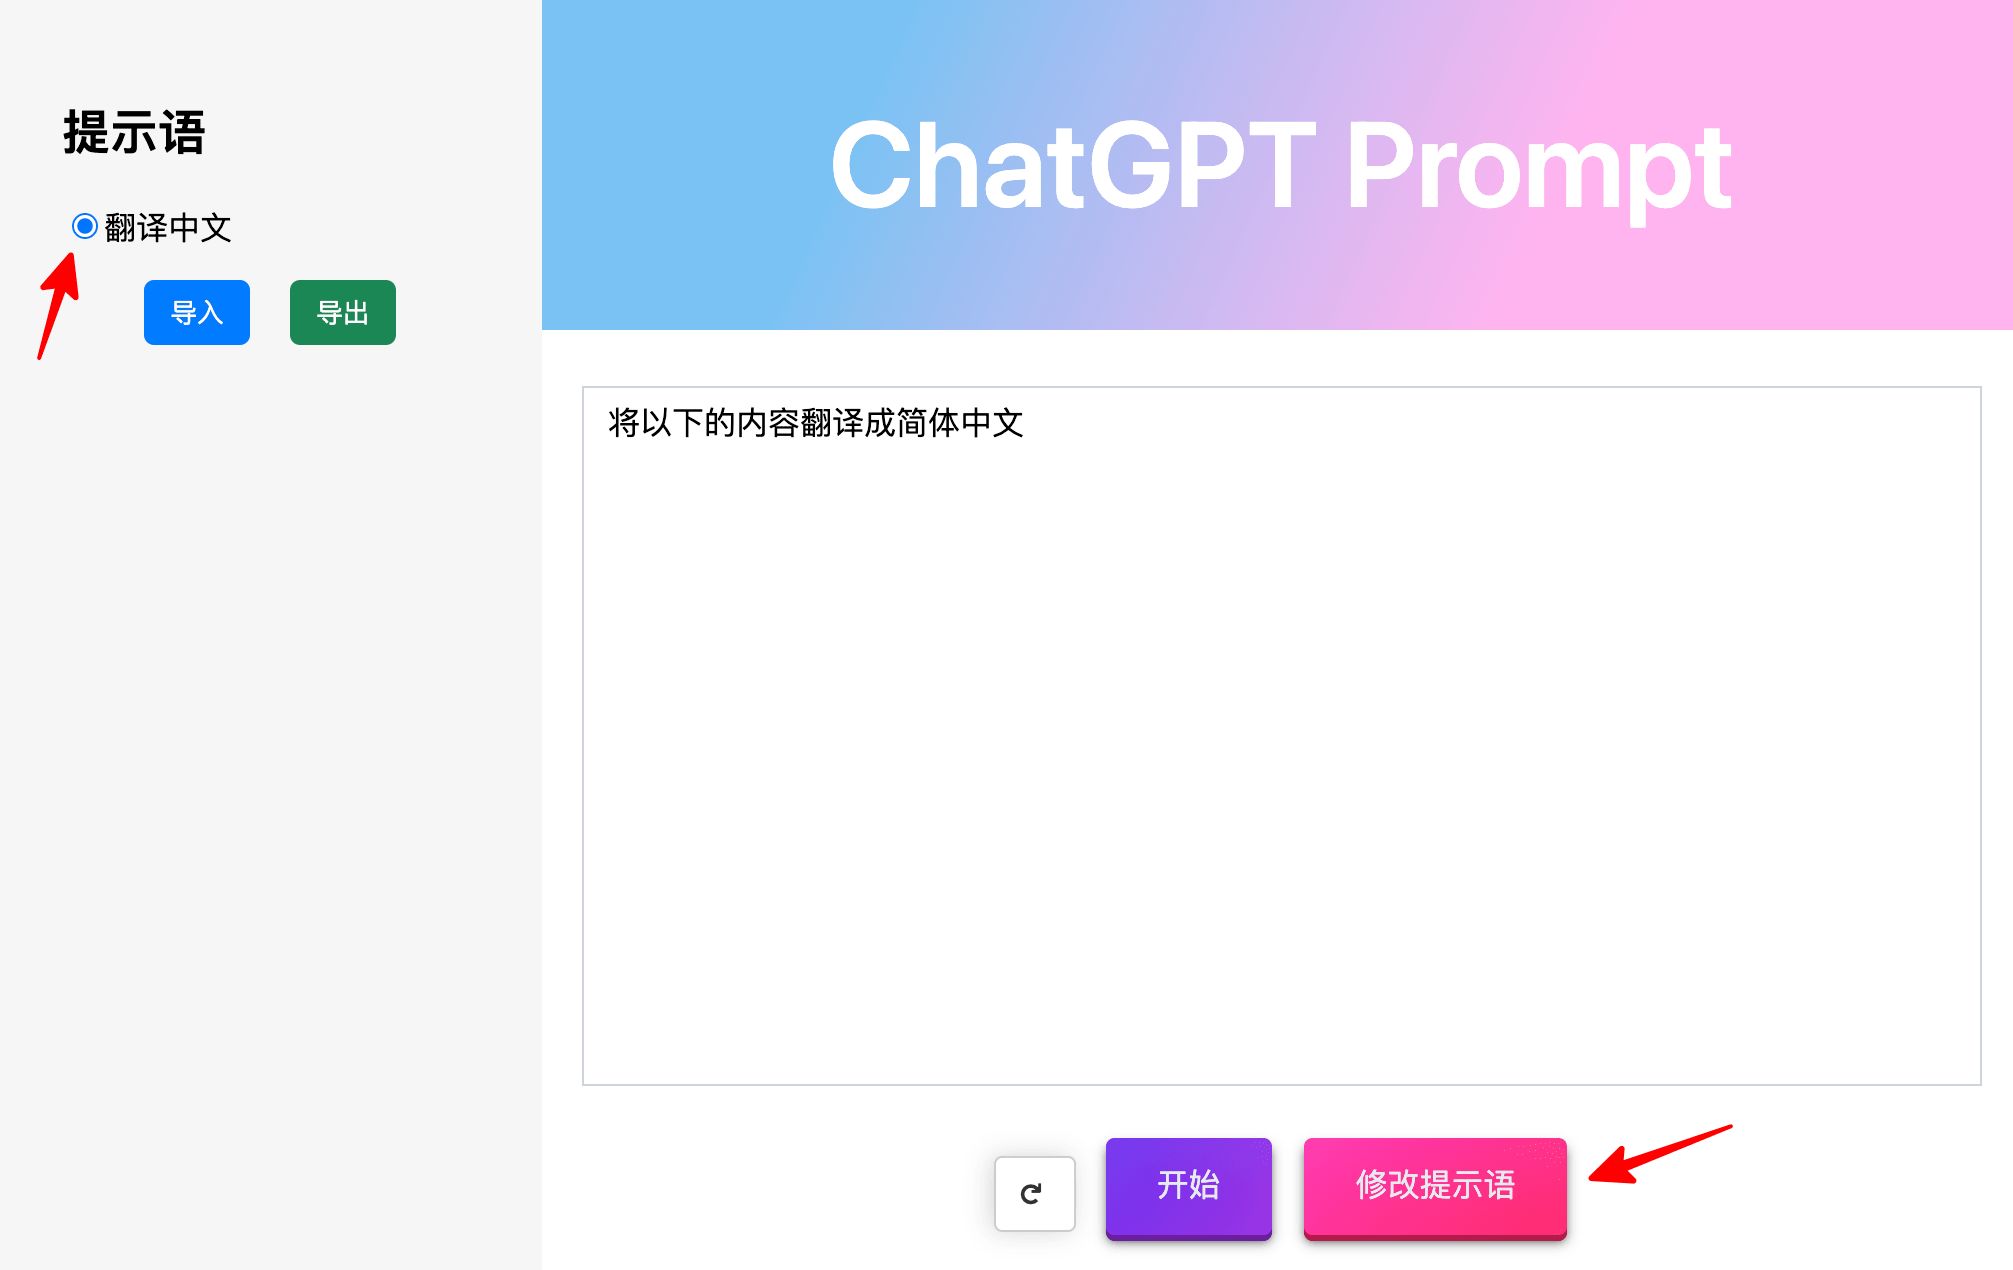 提示语
翻译中文
导入
导出
ChatGPT Prompt
将以下的内容翻译成简体中文
开始
修改提示语